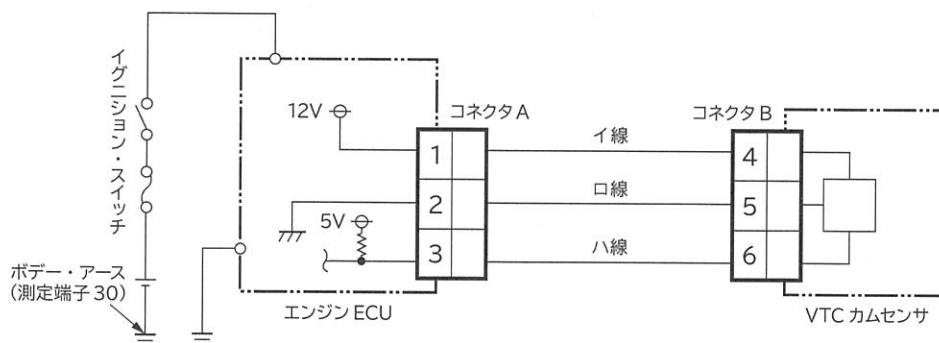 イグニション・スイッチ
12V
コネクタA
コネクタB
イ線
1
4
ロ線
2
5
5V
ハ線
3
6
ボデー・アース
(測定端子30)
エンジンECU
VTCカムセンサ